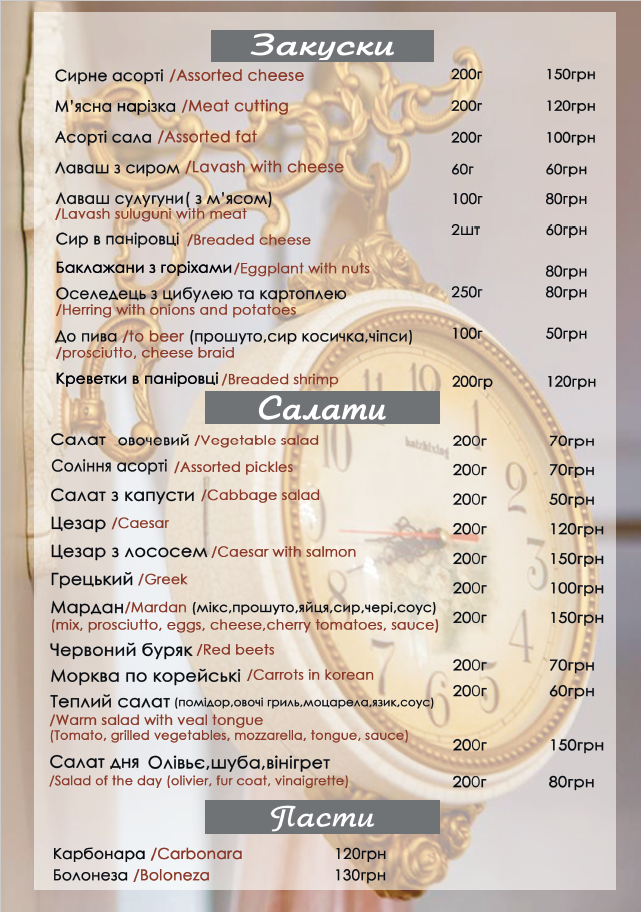 Закуски
Сирне асорті /Assorted cheese 200г 150грн
М'ясна нарізка /Meat cutting 200г 120грн
Асорті сала /Assorted fat 200г 100грн
Лаваш з сиром /Lavash with cheese 60г 60грн
Лаваш сулугуни( з м'ясом) 100г 80грн
/Lavash suluguni with meat
Сир в паніровці /Breaded cheese 2шт 60грн
Баклажани з горіхами/Eggplant with nuts 80грн
Оселедець з цибулею та картоплею 250г 80грн
/Herring with onions and potatoes
До пива /to beer (прошуто,сир косичка,чіпси) 100г 50грн
/prosciutto, cheese braid
Креветки в паніровці /Breaded shrimp 200гр 120грн
Салати
Салат овочевий /Vegetable salad 200г 70грн
Соління асорті /Assorted pickles 200г 70грн
Салат з капусти /Cabbage salad 200г 50грн
Цезар /Caesar 200г 120грн
Цезар з лососем /Caesar with salmon 200г 150грн
Грецький /Greek 200г 100грн
Мардан/Mardan (мікс,прошуто,яйця,сир,чері,соус) 200г 150грн
(mix, prosciutto, eggs, cheese,cherry tomatoes, sauce)
Червоний буряк /Red beets 200г 70грн
Морква по корейські /Carrots in korean 200г 60грн
Теплий салат (помідор,овочі гриль,моцарела,язик,соус)
/Warm salad with veal tongue
(Tomato, grilled vegetables, mozzarella, tongue, sauce) 200г 150грн
Салат дня Олівьє,шуба,вінігрет
/Salad of the day (olivier, fur coat, vinaigrette) 200г 80грн
Пасти
Карбонара /Carbonara 120грн
Болонеза /Boloneza 130грн